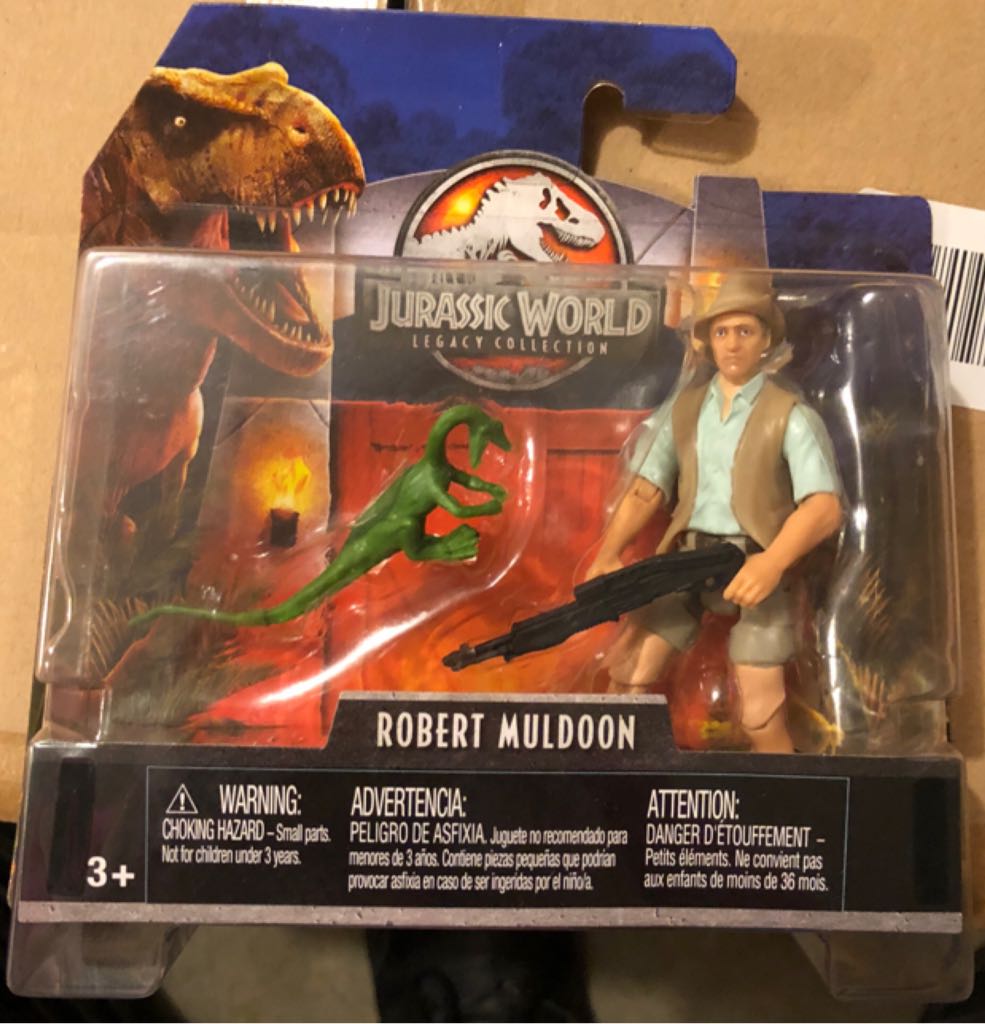 JURASSIC WORLD
LEGACY COLLECTION
ROBERT MULDOON
3+
WARNING:
CHOKING HAZARD – Small parts.
Not for children under 3 years.
ADVERTENCIA:
PELIGRO DE ASFIXIA. Juguete no recomendado para
menores de 3 años. Contiene piezas pequeñas que podrían
provocar asfixia en caso de ser ingeridas por el niño/a.
ATTENTION:
DANGER D'ÉTOUFFEMENT –
Petits éléments. Ne convient pas
aux enfants de moins de 36 mois.